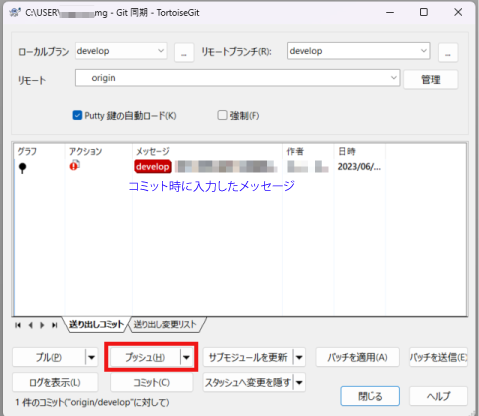 C:\USER\ mg - Git 同期 - TortoiseGit
ローカルブラン develop ... リモートブランチ(R): develop ...
リモート origin 管理
Putty 鍵の自動ロード(K) 強制(F)
グラフ アクション メッセージ 作者 日時
develop 2023/06/...
コミット時に入力したメッセージ
送り出しコミット 送り出し変更リスト
プル(P) プッシュ(H) サブモジュールを更新 パッチを適用(A) パッチを送信(E:
ログを表示(L) コミット(C) スタッシュへ変更を隠す 閉じる ヘルプ
1 件のコミット("origin/develop"に対して)